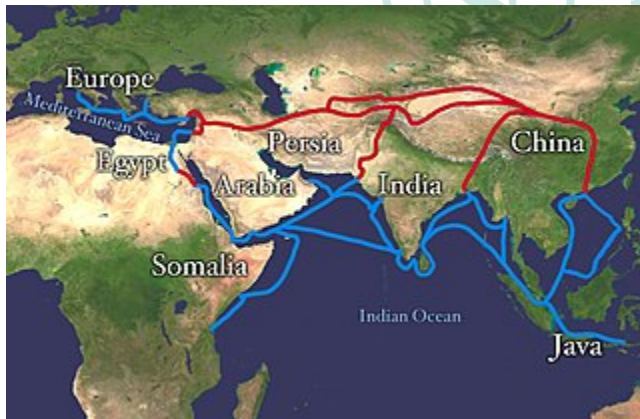 Europe
Mediterranean Sea
Egypt
Persia
Arabia
India
China
Somalia
Indian Ocean
Java